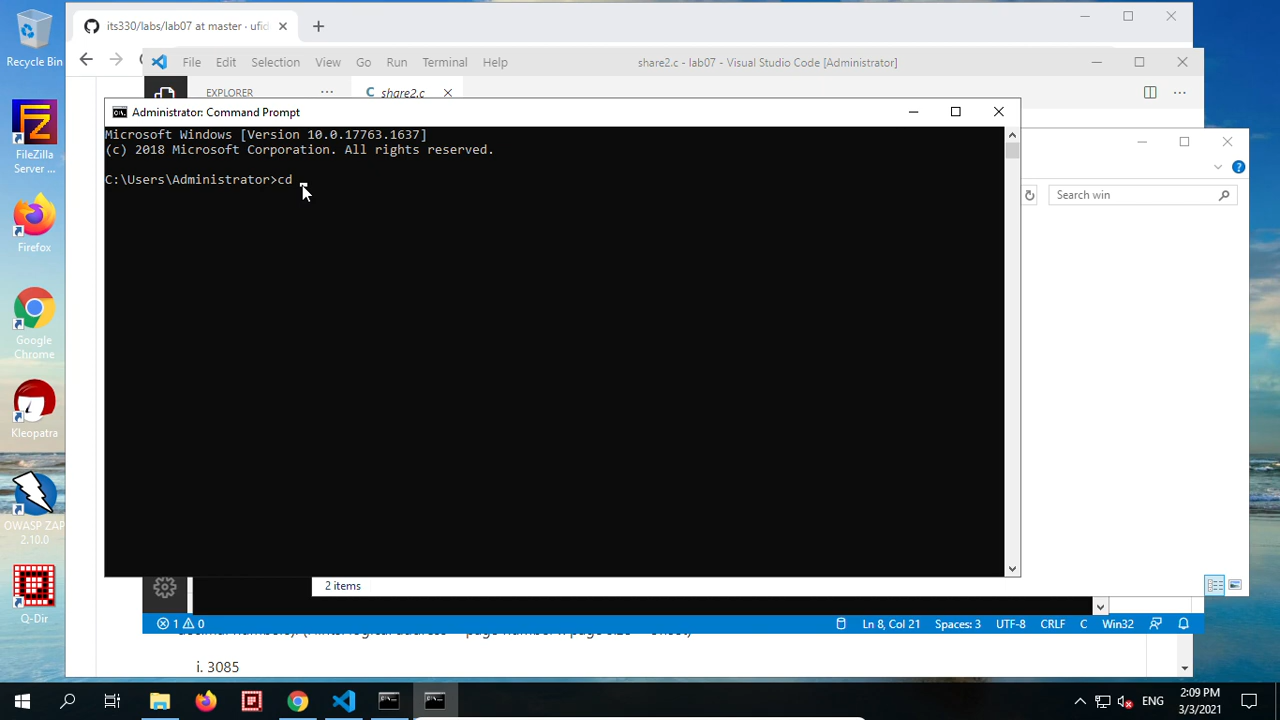 Recycle Bin
FileZilla
Server ...
Firefox
Google
Chrome
Kleopatra
OWASP ZAP
2.10.0
Q-Dir
its330/labs/lab07 at master · ufid
File Edit Selection View Go Run Terminal Help
share2.c - lab07 - Visual Studio Code [Administrator]
EXPLORER
share2.c
Administrator: Command Prompt
Microsoft Windows [Version 10.0.17763.1637]
(c) 2018 Microsoft Corporation. All rights reserved.
C:\Users\Administrator>cd
Search win
2 items
1 0
Ln 8, Col 21 Spaces: 3 UTF-8 CRLF C Win32
i. 3085
ENG
2:09 PM
3/3/2021